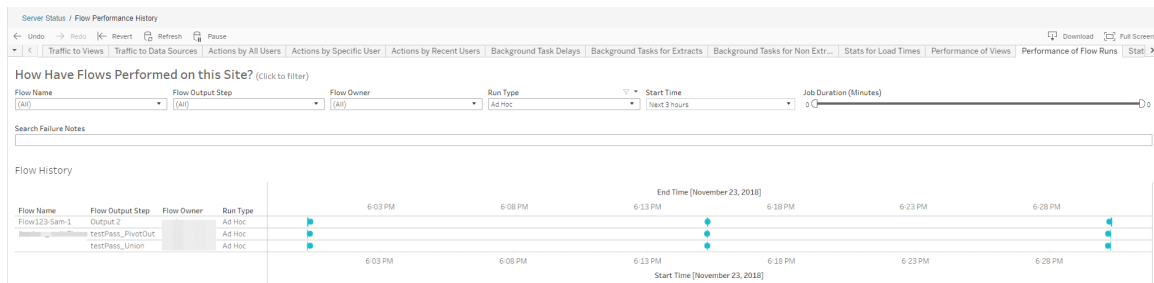 Server Status / Flow Performance History
Undo Redo Revert Refresh Pause Download Full Screen
Traffic to Views Traffic to Data Sources Actions by All Users Actions by Specific User Actions by Recent Users Background Task Delays Background Tasks for Extracts Background Tasks for Non Extr... Stats for Load Times Performance of Views Performance of Flow Runs Stat
How Have Flows Performed on this Site? (Click to filter)
Flow Name Flow Output Step Flow Owner Run Type Start Time Job Duration (Minutes)
(All) (All) (All) Ad Hoc Next 3 hours 0 0
Search Failure Notes
Flow History
End Time [November 23, 2018]
Flow Name Flow Output Step Flow Owner Run Type 6:03 PM 6:08 PM 6:13 PM 6:18 PM 6:23 PM 6:28 PM
Flow123-Sam-1 Output 2 Ad Hoc
testPass_PivotOut Ad Hoc
testPass_Union Ad Hoc
6:03 PM 6:08 PM 6:13 PM 6:18 PM 6:23 PM 6:28 PM
Start Time [November 23, 2018]